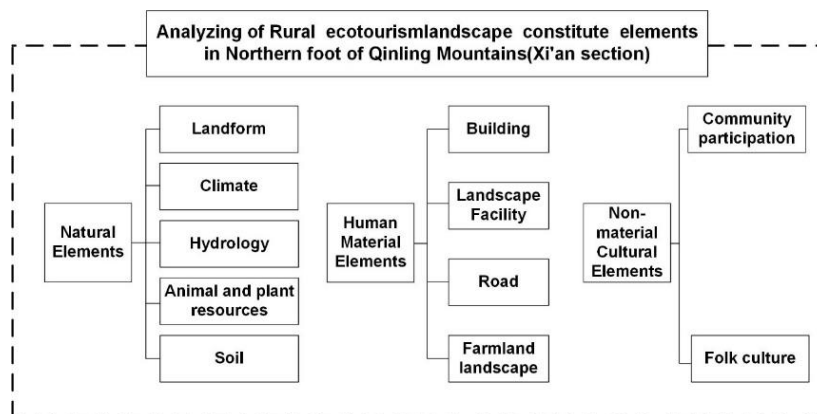 Analyzing of Rural ecotourismlandscape constitute elements
in Northern foot of Qinling Mountains(Xi'an section)
Natural
Elements
Landform
Climate
Hydrology
Animal and plant
resources
Soil
Human
Material
Elements
Building
Landscape
Facility
Road
Farmland
landscape
Non-
material
Cultural
Elements
Community
participation
Folk culture